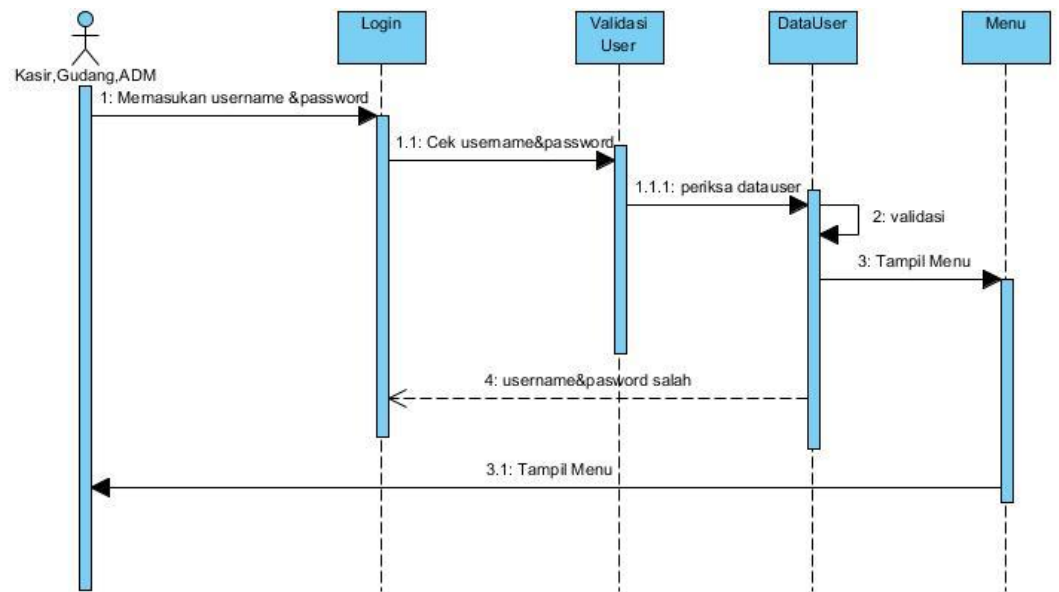 Login
Validasi
User
DataUser
Menu
Kasir,Gudang,ADM
1: Memasukan username &password
1.1: Cek username&password
1.1.1: periksa datauser
2: validasi
3: Tampil Menu
4: username&pasword salah
3.1: Tampil Menu